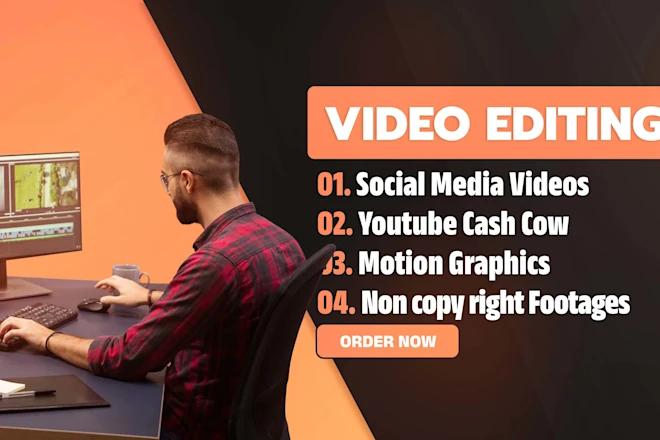 VIDEO EDITING
01. Social Media Videos
02. Youtube Cash Cow
03. Motion Graphics
04. Non copy right Footages
ORDER NOW